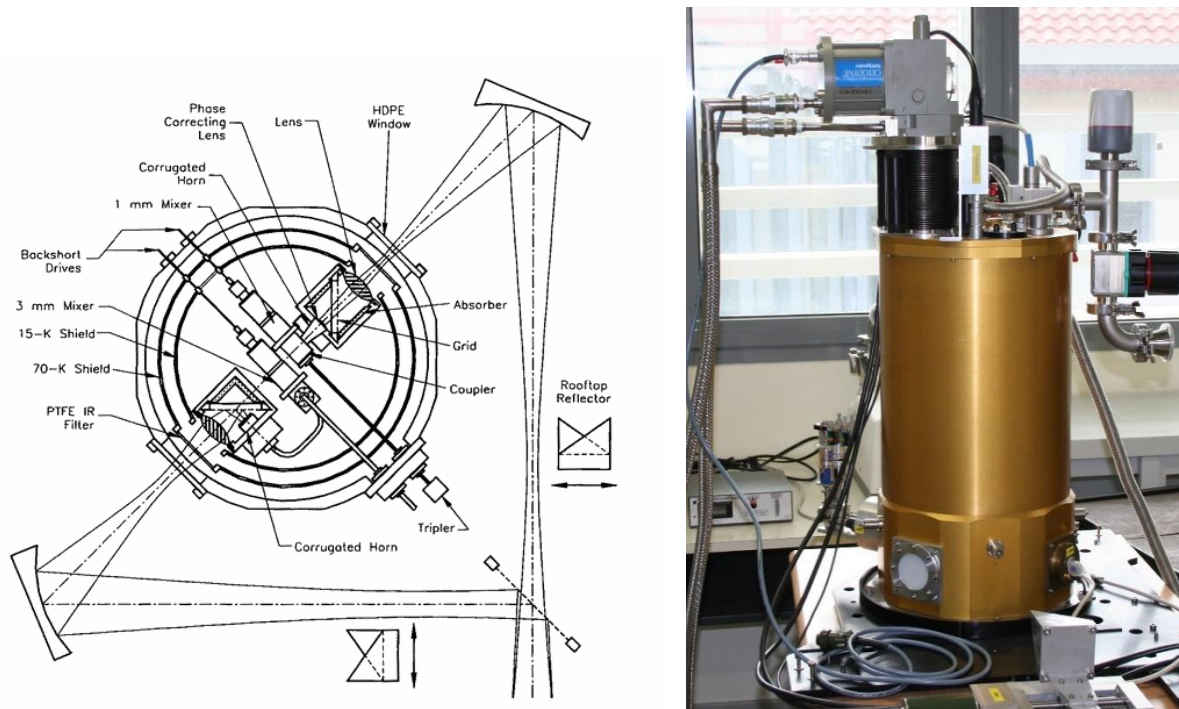 Phase
Correcting
Lens
Lens
HDPE
Window
Corrugated
Horn
1 mm Mixer
Backshort
Drives
3 mm Mixer
15-K Shield
70-K Shield
PTFE IR
Filter
Absorber
Grid
Coupler
Rooftop
Reflector
Tripler
Corrugated Horn
CRYODYNE